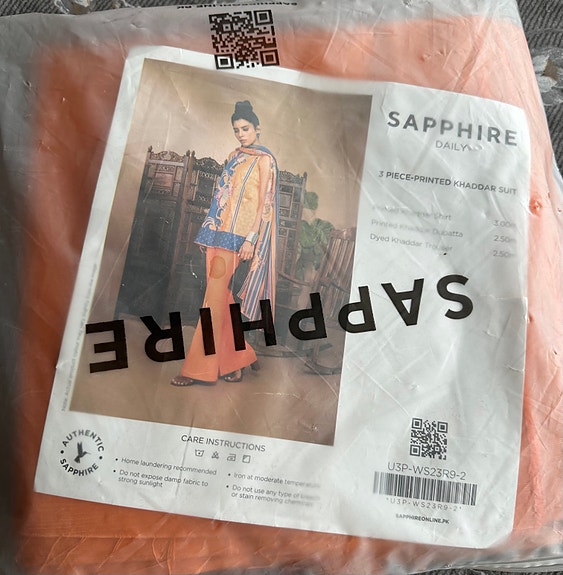 SAPPHIRE
DAILY
3 PIECE-PRINTED KHADDAR SUIT
Printed Khaddar Shirt 3.00m
Printed Khaddar Dupatta 2.50m
Dyed Khaddar Trouser 2.50m
SAPPHIRE
AUTHENTIC
SAPPHIRE
CARE INSTRUCTIONS
• Home laundering recommended
• Do not expose damp fabric to
strong sunlight
• Iron at moderate temperature
• Do not use any type of bleach
or stain removing chemicals
U3P-WS23R9-2
*U3P-WS23R9-2*
SAPPHIREONLINE.PK